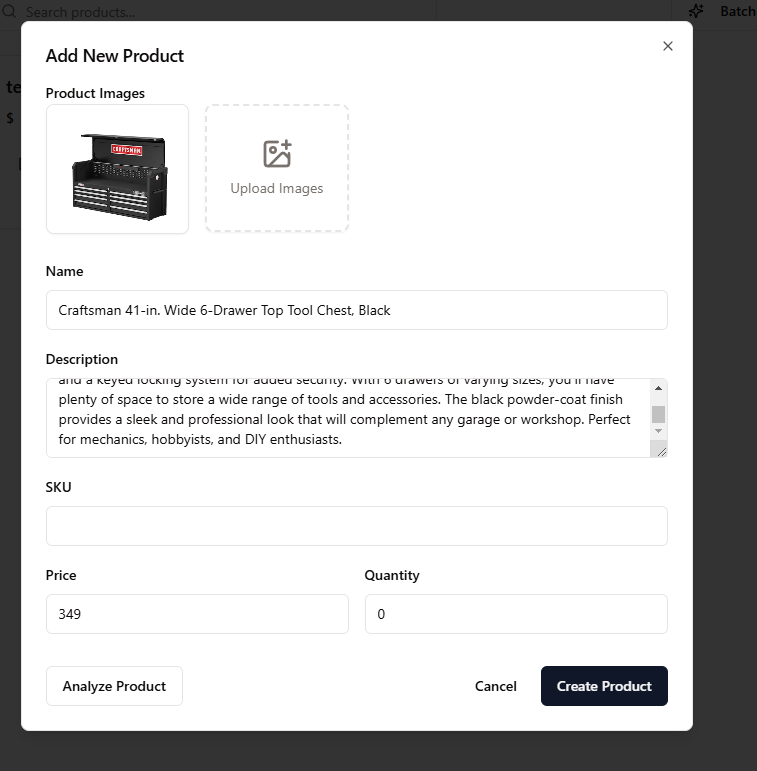 Search products...
Batch
Add New Product
te
$
Product Images
CRAFTSMAN
Upload Images
Name
Craftsman 41-in. Wide 6-Drawer Top Tool Chest, Black
Description
and a keyed locking system for added security. With 6 drawers of varying sizes, you'll have
plenty of space to store a wide range of tools and accessories. The black powder-coat finish
provides a sleek and professional look that will complement any garage or workshop. Perfect
for mechanics, hobbyists, and DIY enthusiasts.
SKU
Price
Quantity
349
0
Analyze Product
Cancel
Create Product